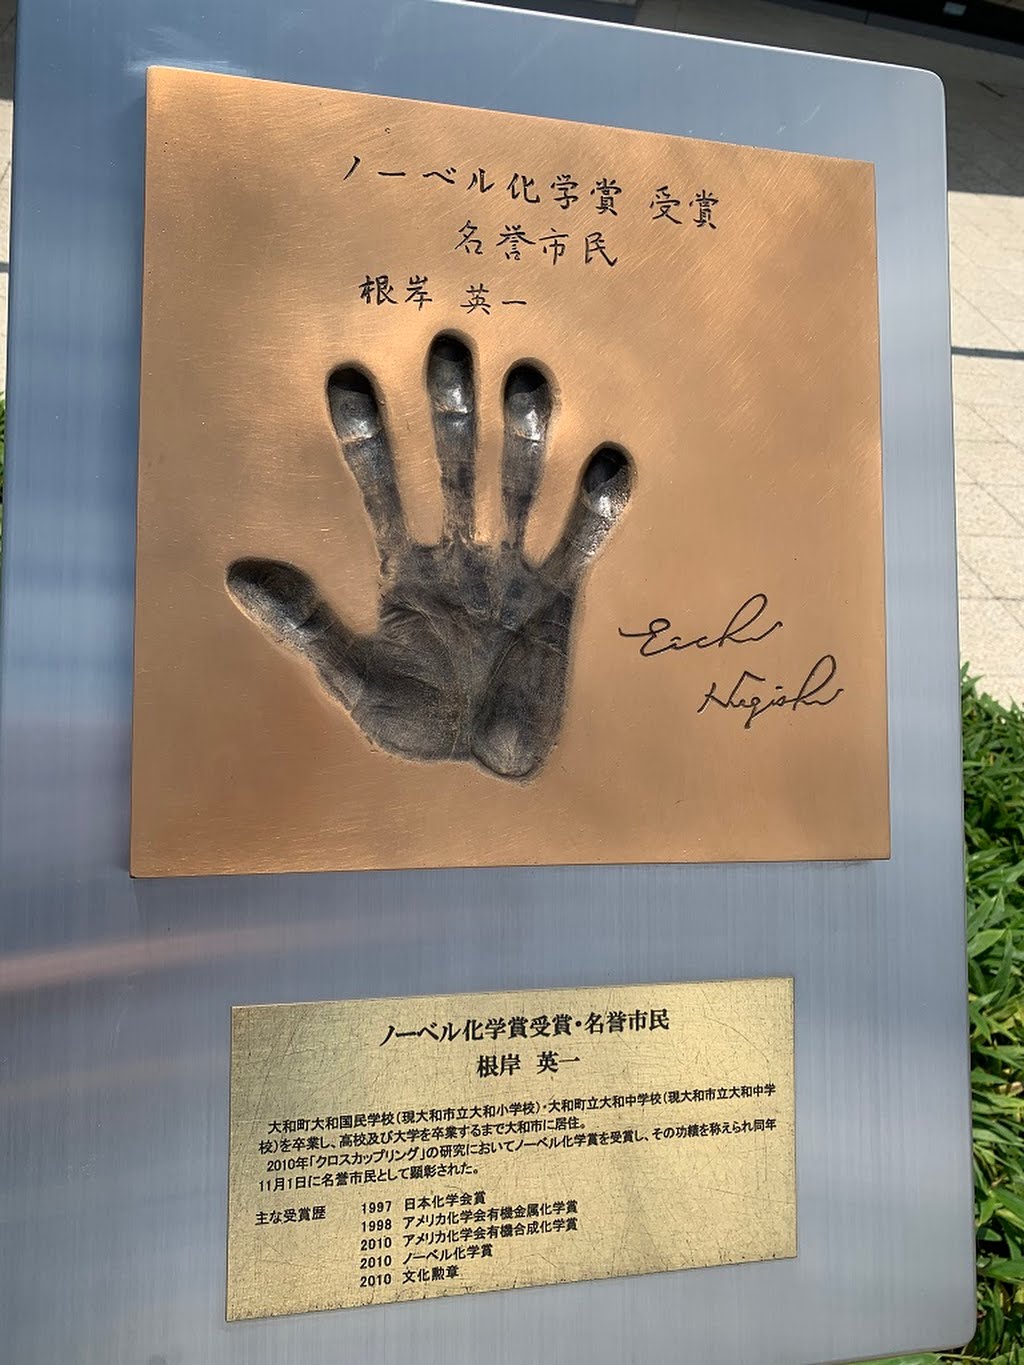 ノーベル化学賞 受賞
名誉市民
根岸 英一
Eiichi
Negishi
ノーベル化学賞受賞・名誉市民
根岸 英一
大和町大和国民学校(現大和市立大和小学校)・大和町立大和中学校(現大和市立大和中学
校)を卒業し、高校及び大学を卒業するまで大和市に居住。
2010年「クロスカップリング」の研究においてノーベル化学賞を受賞し、その功績を称えられ同年
11月1日に名誉市民として顕彰された。
主な受賞歴 1997 日本化学会賞
1998 アメリカ化学会有機金属化学賞
2010 アメリカ化学会有機合成化学賞
2010 ノーベル化学賞
2010 文化勲章